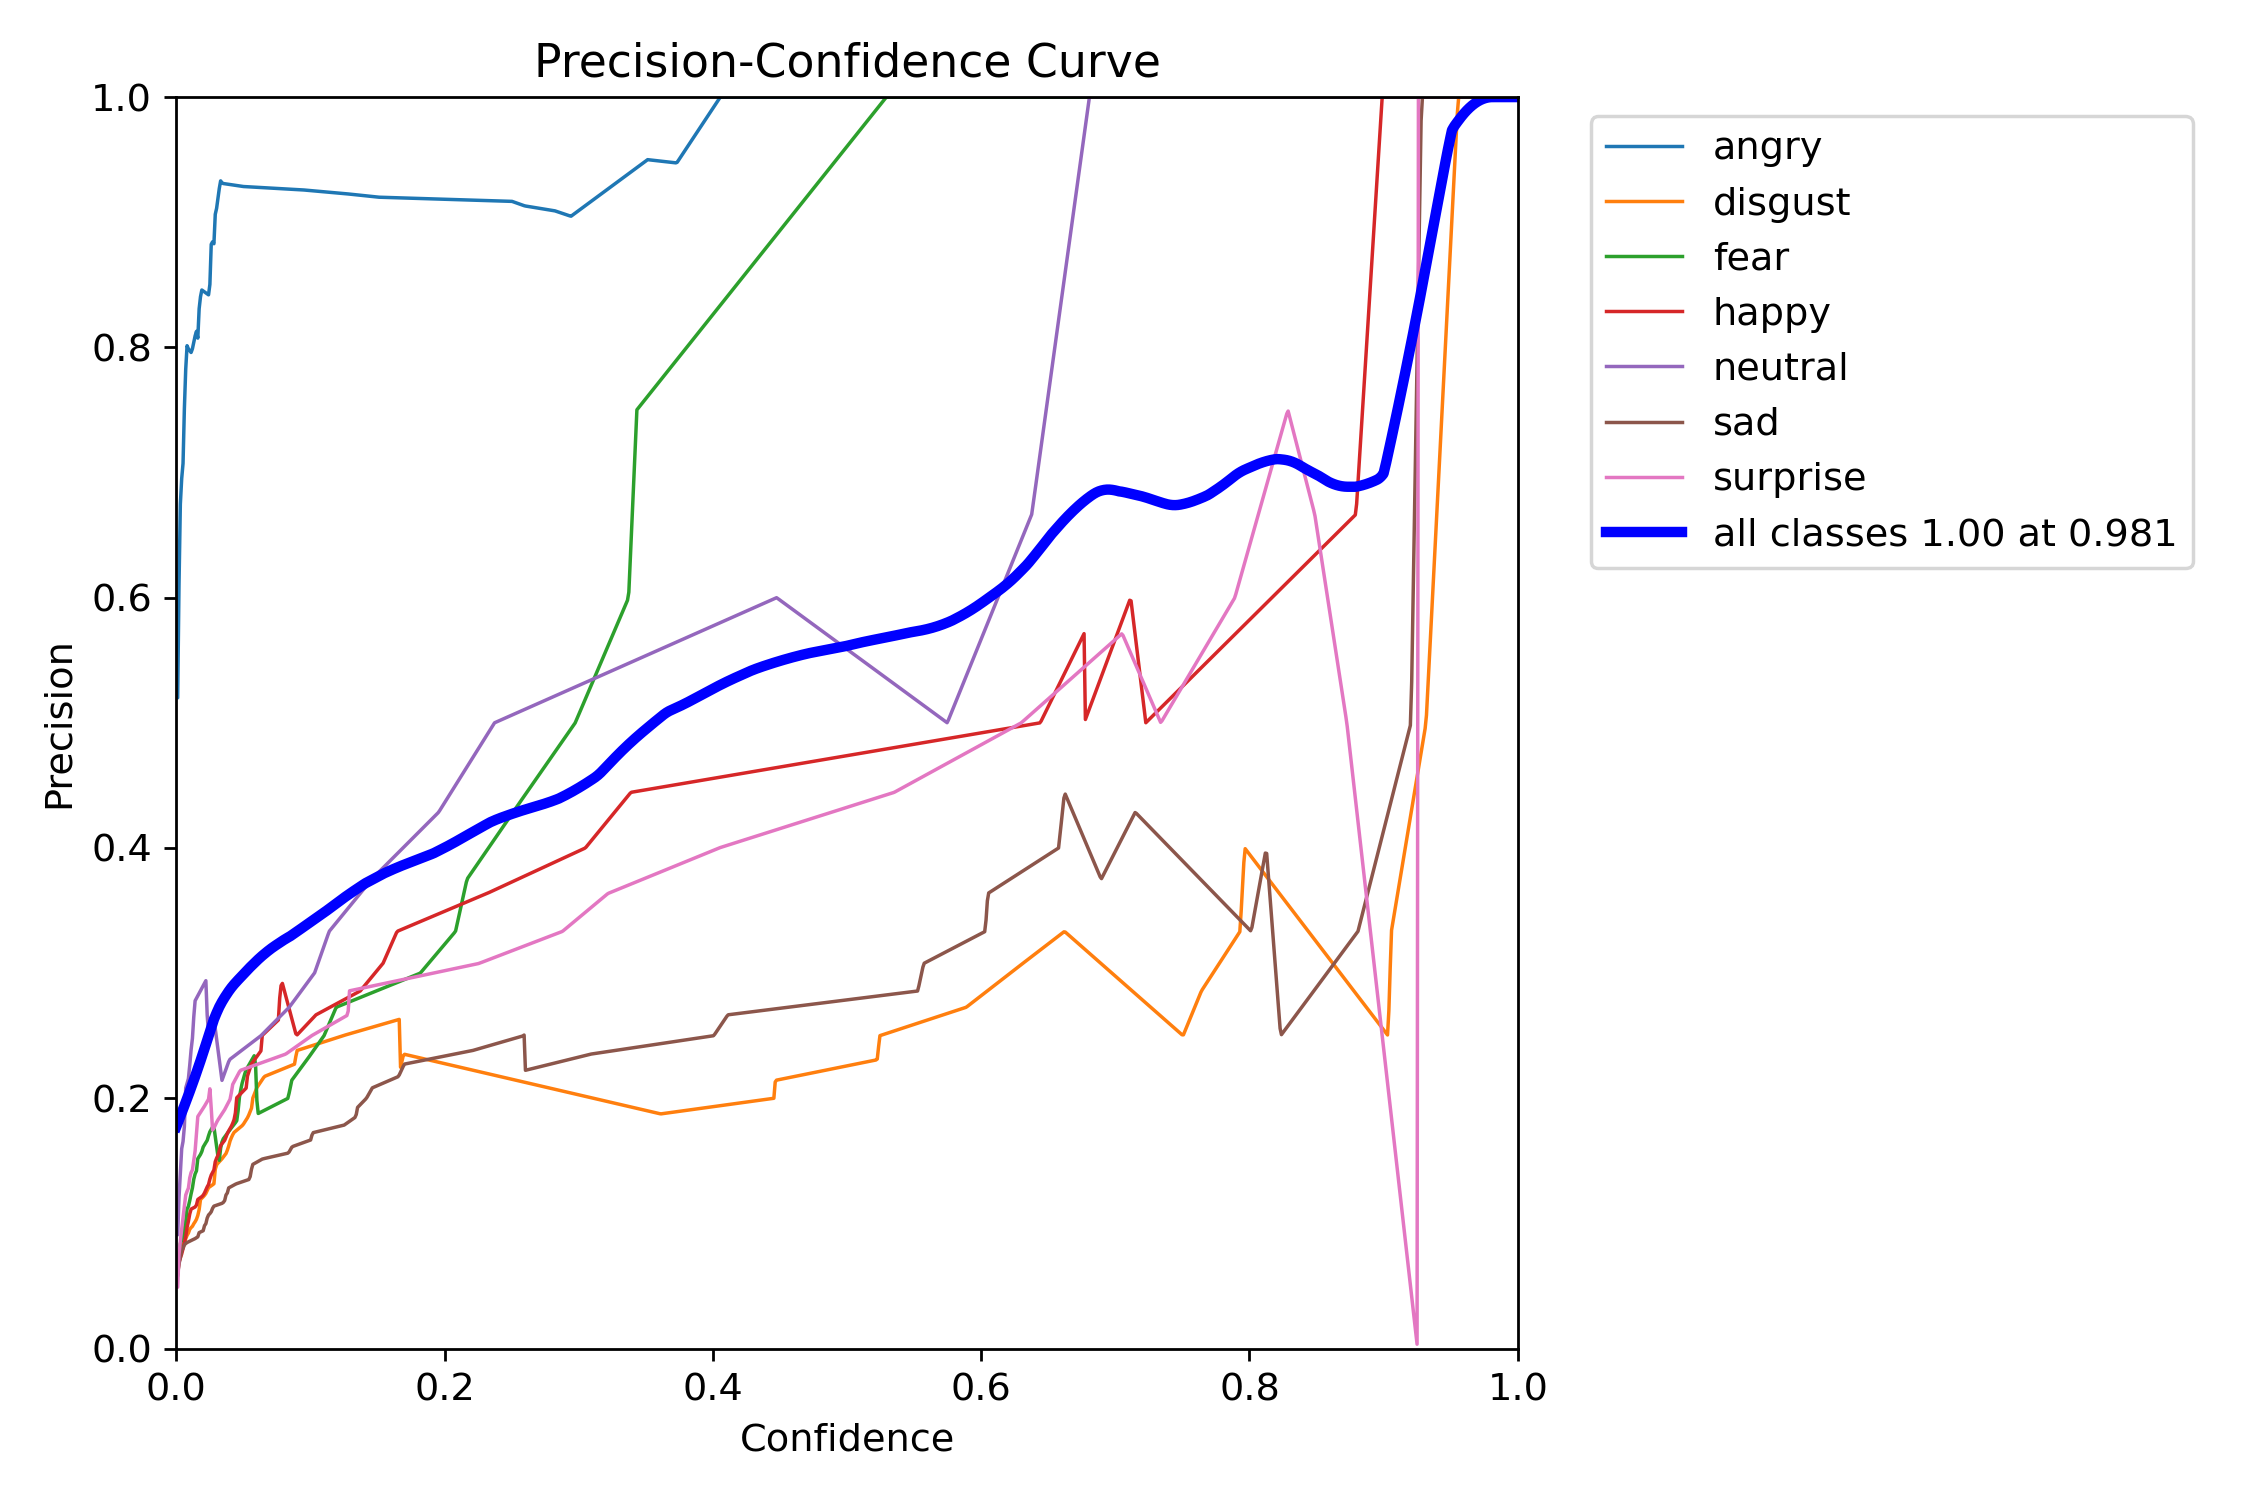 Precision-Confidence Curve
1.0
0.8
0.6
0.4
0.2
0.0
Precision
0.0 0.2 0.4 0.6 0.8 1.0
Confidence
angry
disgust
fear
happy
neutral
sad
surprise
all classes 1.00 at 0.981